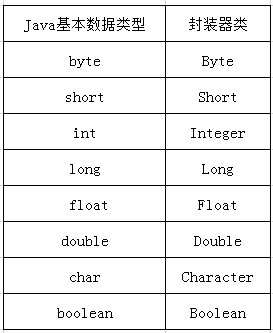 Java基本数据类型 封装器类
byte Byte
short Short
int Integer
long Long
float Float
double Double
char Character
boolean Boolean